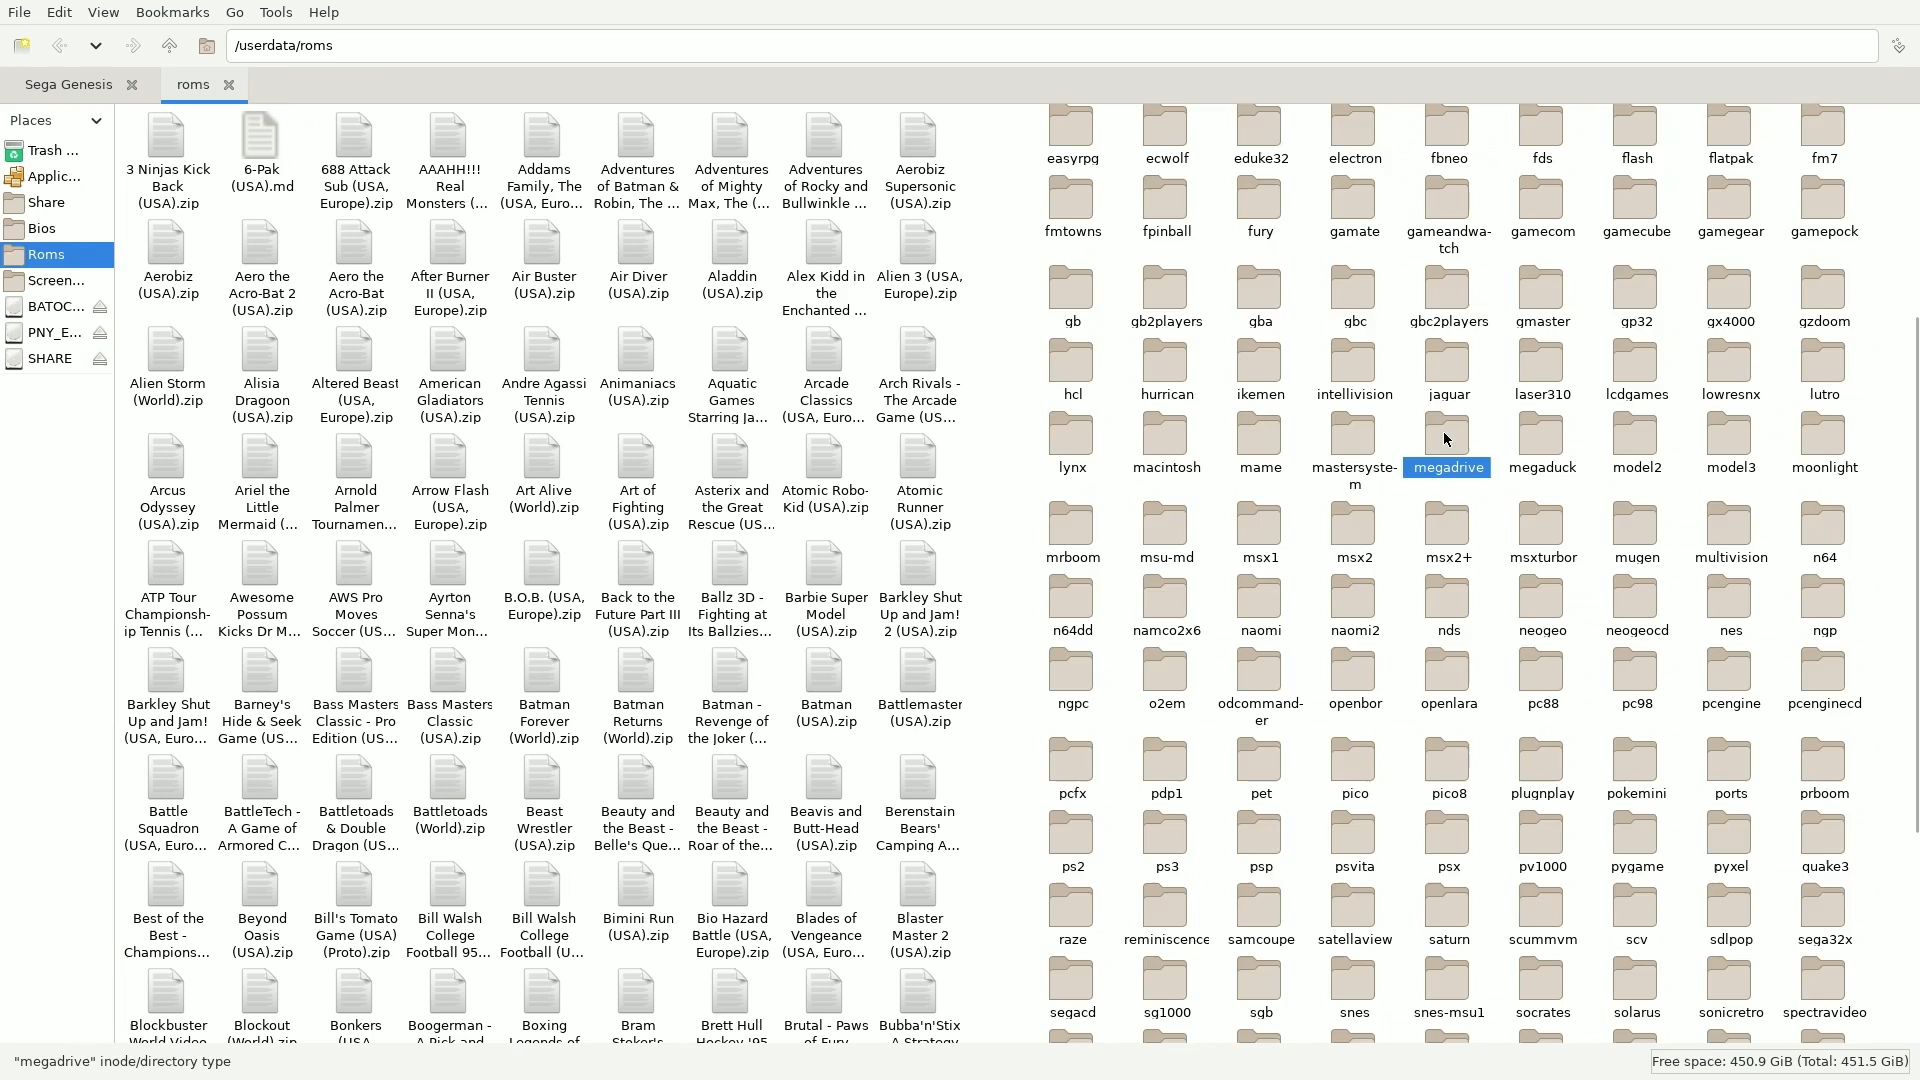 File Edit View Bookmarks Go Tools Help
/userdata/roms
Sega Genesis
roms
Places
Trash ...
Applic...
Share
Bios
Roms
Screen...
BATOC...
PNY_E...
SHARE
3 Ninjas Kick Back (USA).zip
6-Pak (USA).md
688 Attack Sub (USA, Europe).zip
AAAHH!!! Real Monsters (...
Addams Family, The (USA, Euro...
Adventures of Batman & Robin, The ...
Adventures of Mighty Max, The (...
Adventures of Rocky and Bullwinkle ...
Aerobiz Supersonic (USA).zip
Aerobiz (USA).zip
Aero the Acro-Bat 2 (USA).zip
Aero the Acro-Bat (USA).zip
After Burner II (USA, Europe).zip
Air Buster (USA).zip
Air Diver (USA).zip
Aladdin (USA).zip
Alex Kidd in the Enchanted ...
Alien 3 (USA, Europe).zip
Alien Storm (World).zip
Alisia Dragoon (USA).zip
Altered Beast (USA, Europe).zip
American Gladiators (USA).zip
Andre Agassi Tennis (USA).zip
Animaniacs (USA).zip
Aquatic Games Starring Ja...
Arcade Classics (USA, Euro...
Arch Rivals - The Arcade Game (US...
Arcus Odyssey (USA).zip
Ariel the Little Mermaid (...
Arnold Palmer Tournamen...
Arrow Flash (USA, Europe).zip
Art Alive (World).zip
Art of Fighting (USA).zip
Asterix and the Great Rescue (US...
Atomic Robo-Kid (USA).zip
Atomic Runner (USA).zip
ATP Tour Championsh-ip Tennis (...
Awesome Possum Kicks Dr M...
AWS Pro Moves Soccer (US...
Ayrton Senna's Super Mon...
B.O.B. (USA, Europe).zip
Back to the Future Part III (USA).zip
Ballz 3D - Fighting at Its Ballzies...
Barbie Super Model (USA).zip
Barkley Shut Up and Jam! 2 (USA).zip
Barkley Shut Up and Jam! (USA, Euro...
Barney's Hide & Seek Game (US...
Bass Masters Classic - Pro Edition (US...
Bass Masters Classic (USA).zip
Batman Forever (World).zip
Batman Returns (World).zip
Batman - Revenge of the Joker (...
Batman (USA).zip
Battlemaster (USA).zip
Battle Squadron (USA, Euro...
BattleTech - A Game of Armored C...
Battletoads & Double Dragon (US...
Battletoads (World).zip
Beast Wrestler (USA).zip
Beauty and the Beast - Belle's Que...
Beauty and the Beast - Roar of the...
Beavis and Butt-Head (USA).zip
Berenstain Bears' Camping A...
Best of the Best - Champions...
Beyond Oasis (USA).zip
Bill's Tomato Game (USA) (Proto).zip
Bill Walsh College Football 95...
Bill Walsh College Football (U...
Bimini Run (USA).zip
Bio Hazard Battle (USA, Europe).zip
Blades of Vengeance (USA, Euro...
Blaster Master 2 (USA).zip
Blockbuster World Video
Blockout (World).zip
Bonkers (USA,
Boogerman - A Pick and
Boxing Legends of
Bram Stoker's
Brett Hull Hockey '95
Brutal - Paws of Fury
Bubba'n'Stix A Strategy
easyrpg ecwolf eduke32 electron fbneo fds flash flatpak fm7
fmtowns fpinball fury gamate gameandwa-tch gamecom gamecube gamegear gamepock
gb gb2players gba gbc gbc2players gmaster gp32 gx4000 gzdoom
hcl hurrican ikemen intellivision jaguar laser310 lcdgames lowresnx lutro
lynx macintosh mame mastersyste-m megadrive megaduck model2 model3 moonlight
mrboom msu-md msx1 msx2 msx2+ msxturbor mugen multivision n64
n64dd namco2x6 naomi naomi2 nds neogeo neogeocd nes ngp
ngpc o2em odcommand-er openbor openlara pc88 pc98 pcengine pcenginecd
pcfx pdp1 pet pico pico8 plugnplay pokemini ports prboom
ps2 ps3 psp psvita psx pv1000 pygame pyxel quake3
raze reminiscence samcoupe satellaview saturn scummvm scv sdlpop sega32x
segacd sg1000 sgb snes snes-msu1 socrates solarus sonicretro spectravideo
"megadrive" inode/directory type
Free space: 450.9 GiB (Total: 451.5 GiB)